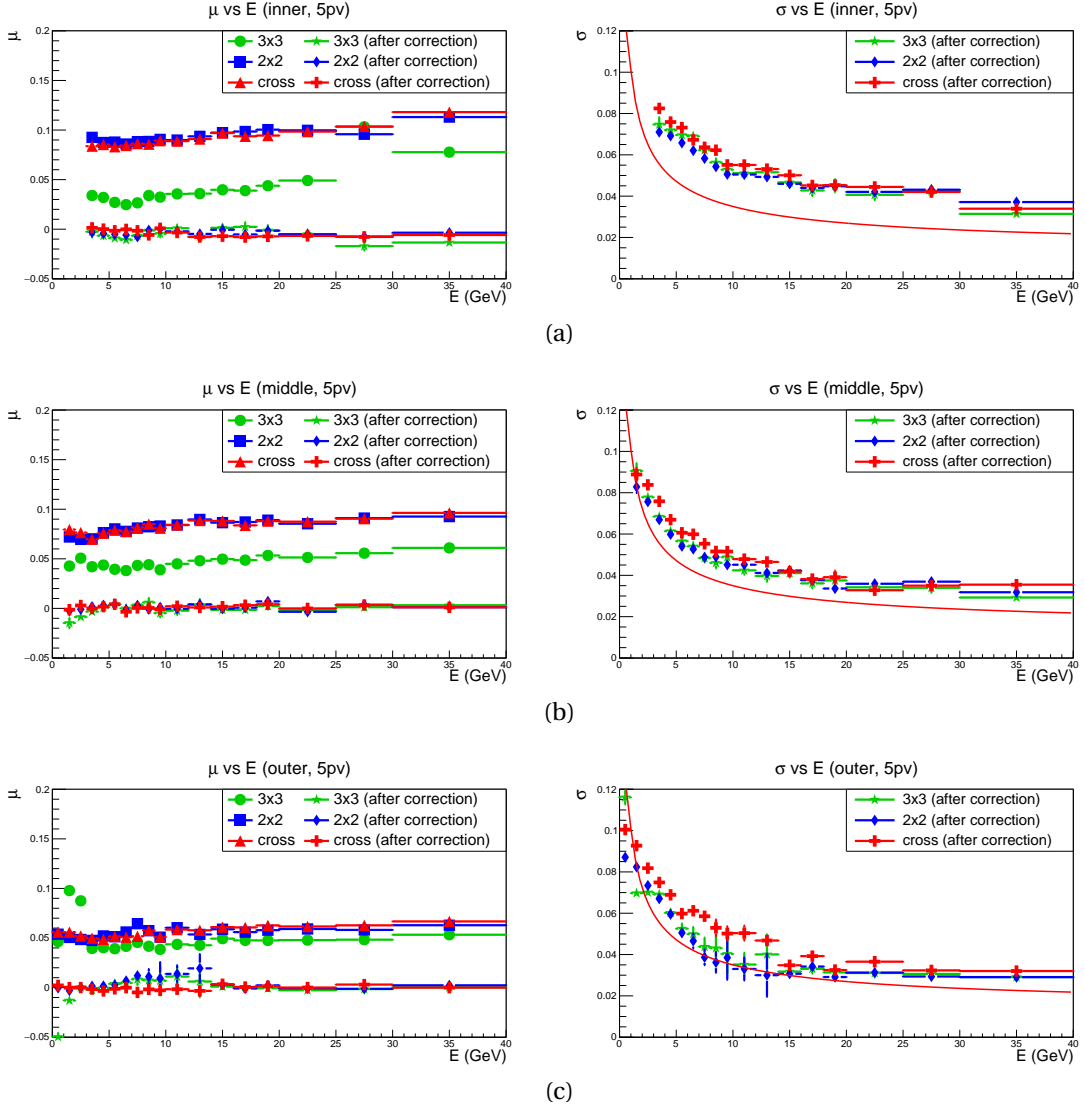 μ vs E (inner, 5pv)
μ
0.2
0.15
0.1
0.05
0
−0.05
0 5 10 15 20 25 30 35 40
E (GeV)
3x3 3x3 (after correction)
2x2 2x2 (after correction)
cross cross (after correction)
σ vs E (inner, 5pv)
σ
0.12
0.1
0.08
0.06
0.04
0.02
0
0 5 10 15 20 25 30 35 40
E (GeV)
3x3 (after correction)
2x2 (after correction)
cross (after correction)
(a)
μ vs E (middle, 5pv)
μ
0.2
0.15
0.1
0.05
0
−0.05
0 5 10 15 20 25 30 35 40
E (GeV)
3x3 3x3 (after correction)
2x2 2x2 (after correction)
cross cross (after correction)
σ vs E (middle, 5pv)
σ
0.12
0.1
0.08
0.06
0.04
0.02
0
0 5 10 15 20 25 30 35 40
E (GeV)
3x3 (after correction)
2x2 (after correction)
cross (after correction)
(b)
μ vs E (outer, 5pv)
μ
0.2
0.15
0.1
0.05
0
−0.05
0 5 10 15 20 25 30 35 40
E (GeV)
3x3 3x3 (after correction)
2x2 2x2 (after correction)
cross cross (after correction)
σ vs E (outer, 5pv)
σ
0.12
0.1
0.08
0.06
0.04
0.02
0
0 5 10 15 20 25 30 35 40
E (GeV)
3x3 (after correction)
2x2 (after correction)
cross (after correction)
(c)